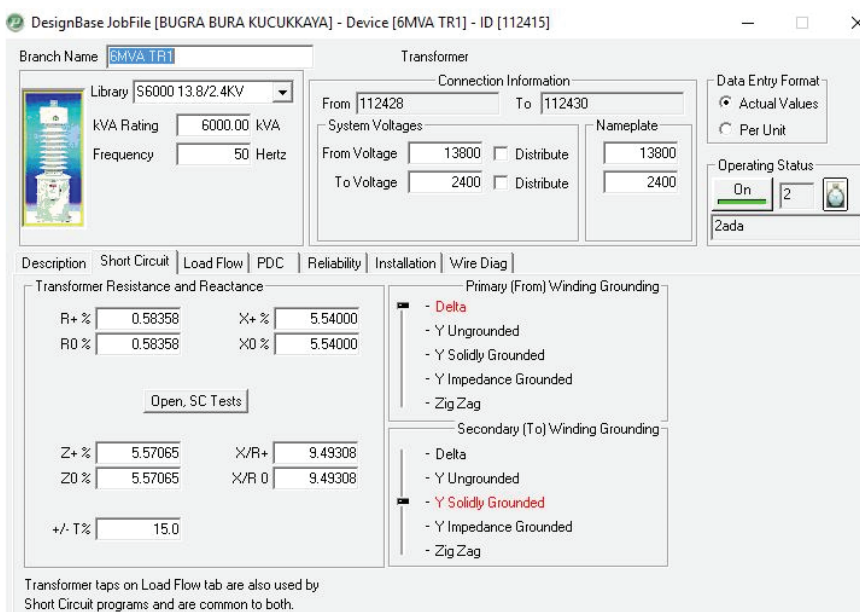 DesignBase JobFile [BUGRA BURA KUCUKKAYA] - Device [6MVA TR1] - ID [112415]
Branch Name 6MVA TR1 Transformer
Library S6000 13.8/2.4KV
kVA Rating 6000.00 kVA
Frequency 50 Hertz
Connection Information
From 112428 To 112430
System Voltages
From Voltage 13800 Distribute
To Voltage 2400 Distribute
Nameplate
13800
2400
Data Entry Format
Actual Values
Per Unit
Operating Status
On 2
2ada
Description Short Circuit Load Flow PDC Reliability Installation Wire Diag
Transformer Resistance and Reactance
R+ % 0.58358 X+ % 5.54000
R0 % 0.58358 X0 % 5.54000
Open, SC Tests
Z+ % 5.57065 X/R+ 9.49308
Z0 % 5.57065 X/R 0 9.49308
+/- T% 15.0
Primary (From) Winding Grounding
- Delta
- Y Ungrounded
- Y Solidly Grounded
- Y Impedance Grounded
- Zig Zag
Secondary (To) Winding Grounding
- Delta
- Y Ungrounded
- Y Solidly Grounded
- Y Impedance Grounded
- Zig Zag
Transformer taps on Load Flow tab are also used by
Short Circuit programs and are common to both.